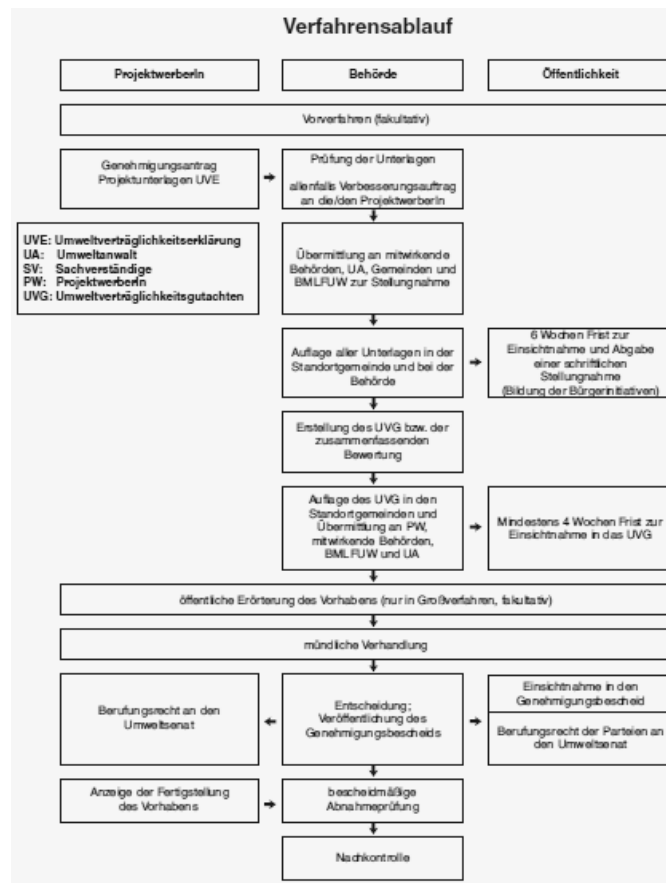 Verfahrensablauf
ProjektwerberIn
Behörde
Öffentlichkeit
Vorverfahren (fakultativ)
Genehmigungsantrag
Projektunterlagen UVE
Prüfung der Unterlagen
allenfalls Verbesserungsauftrag
an die/den ProjektwerberIn
UVE: Umweltverträglichkeitserklärung
UA: Umweltanwalt
SV: Sachverständige
PW: ProjektwerberIn
UVG: Umweltverträglichkeitsgutachten
Übermittlung an mitwirkende
Behörden, UA, Gemeinden und
BMLFUW zur Stellungnahme
Auflage aller Unterlagen in der
Standortgemeinde und bei der
Behörde
6 Wochen Frist zur
Einsichtnahme und Abgabe
einer schriftlichen
Stellungnahme
(Bildung der Bürgerinitiativen)
Erstellung des UVG bzw. der
zusammenfassenden
Bewertung
Auflage des UVG in den
Standortgemeinden und
Übermittlung an PW,
mitwirkende Behörden,
BMLFUW und UA
Mindestens 4 Wochen Frist zur
Einsichtnahme in das UVG
öffentliche Erörterung des Vorhabens (nur in Großverfahren, fakultativ)
mündliche Verhandlung
Berufungsrecht an den
Umweltsenat
Entscheidung;
Veröffentlichung des
Genehmigungsbescheids
Einsichtnahme in den
Genehmigungsbescheid
Berufungsrecht der Parteien an
den Umweltsenat
Anzeige der Fertigstellung
des Vorhabens
bescheidmäßige
Abnahmeprüfung
Nachkontrolle